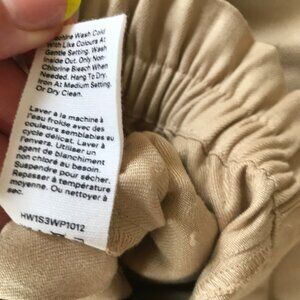 Machine Wash Cold
With Like Colours At
Gentle Setting. Wash
Inside Out. Only Non-
Chlorine Bleach When
Needed. Hang To Dry.
Iron At Medium Setting.
Or Dry Clean.
Laver à la machine à
l'eau froide avec des
couleurs semblables au
cycle délicat. Laver à
l'envers. Utiliser un
agent de blanchiment
non chloré au besoin.
Suspendre pour sécher.
Repasser à température
moyenne. Ou nettoyer à
sec.
HW1S3WP1012